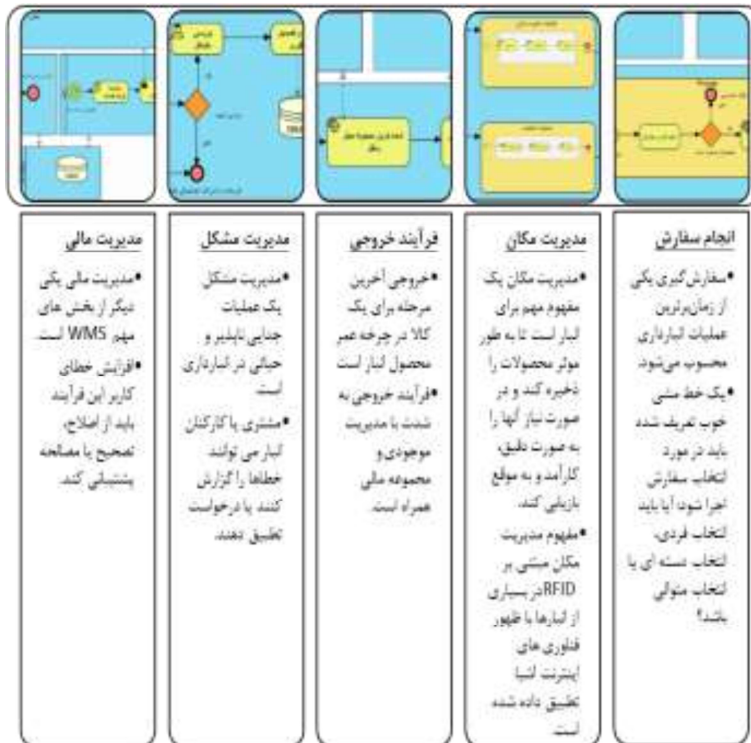 انجام سفارش
•سفارش‌گیری یکی
از زمان‌برترین
عملیات انبارداری
محسوب می‌شود.
•یک خط مشی
خوب تعریف شده
باید در مورد
انتخاب سفارش
اجرا شود: آیا باید
انتخاب فردی،
انتخاب دسته ای یا
انتخاب متوالی
باشد؟
مدیریت مکان
•مدیریت مکان یک
مفهوم مهم برای
انبار است تا به طور
موثر محصولات را
ذخیره کند و در
صورت نیاز آنها را
به صورت دقیق،
کارآمد و به موقع
بازیابی کند.
•مفهوم مدیریت
مکان مبتنی بر
RFID در بسیاری
از انبارها با ظهور
فناوری های
اینترنت اشیا
تطبیق داده شده
است.
فرآیند خروجی
•خروجی آخرین
مرحله برای یک
کالا در چرخه عمر
محصول انبار است
•فرآیند خروجی به
شدت با مدیریت
موجودی و
مجموعه مالی
همراه است.
مدیریت مشکل
•مدیریت مشکل
یک عملیات
جدایی ناپذیر و
حیاتی در انبارداری
است.
•مشتری یا کارکنان
انبار می توانند
خطاها را گزارش
کنند یا درخواست
تطبیق دهند.
مدیریت مالی
•مدیریت مالی یکی
دیگر از بخش های
مهم WMS است.
•افزایش خطای
کاربر این فرآیند
باید از اصلاح،
تصحیح یا مصالحه
پشتیبانی کند.